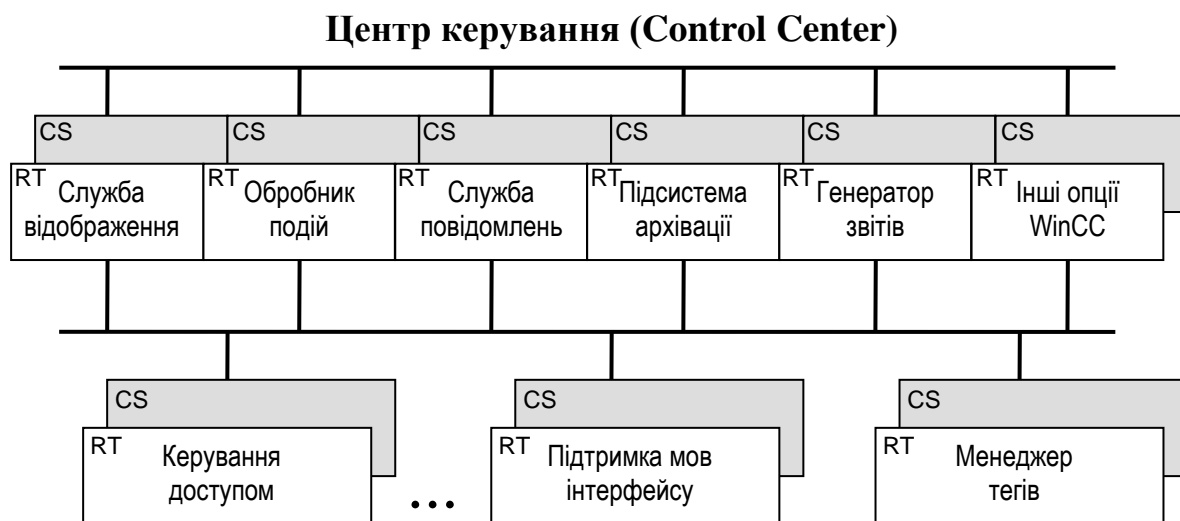 Центр керування (Control Center)
CS CS CS CS CS CS
RT RT RT RT RT RT
Служба Обробник Служба Підсистема Генератор Інші опції
відображення подій повідомлень архівації звітів WinCC
CS CS CS
RT RT RT
Керування Підтримка мов Менеджер
доступом ... інтерфейсу тегів